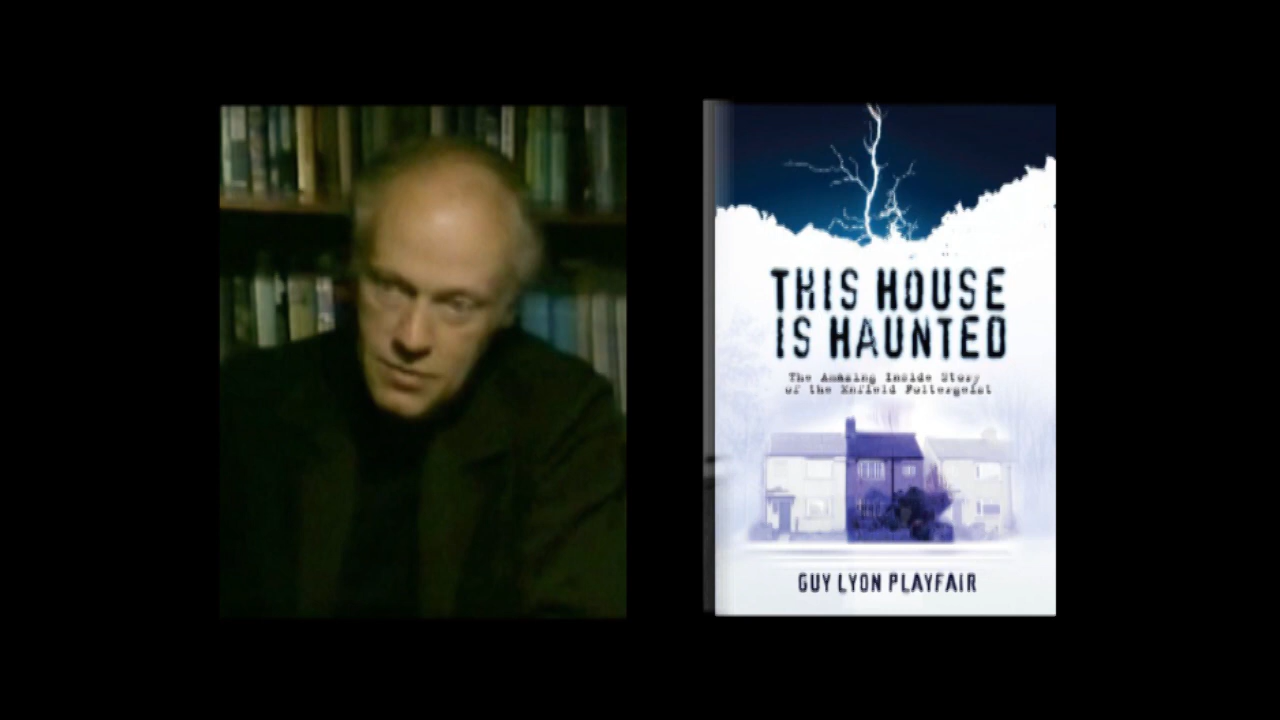 THIS HOUSE
IS HAUNTED
The Amazing Inside Story
of the Enfield Poltergeist
GUY LYON PLAYFAIR